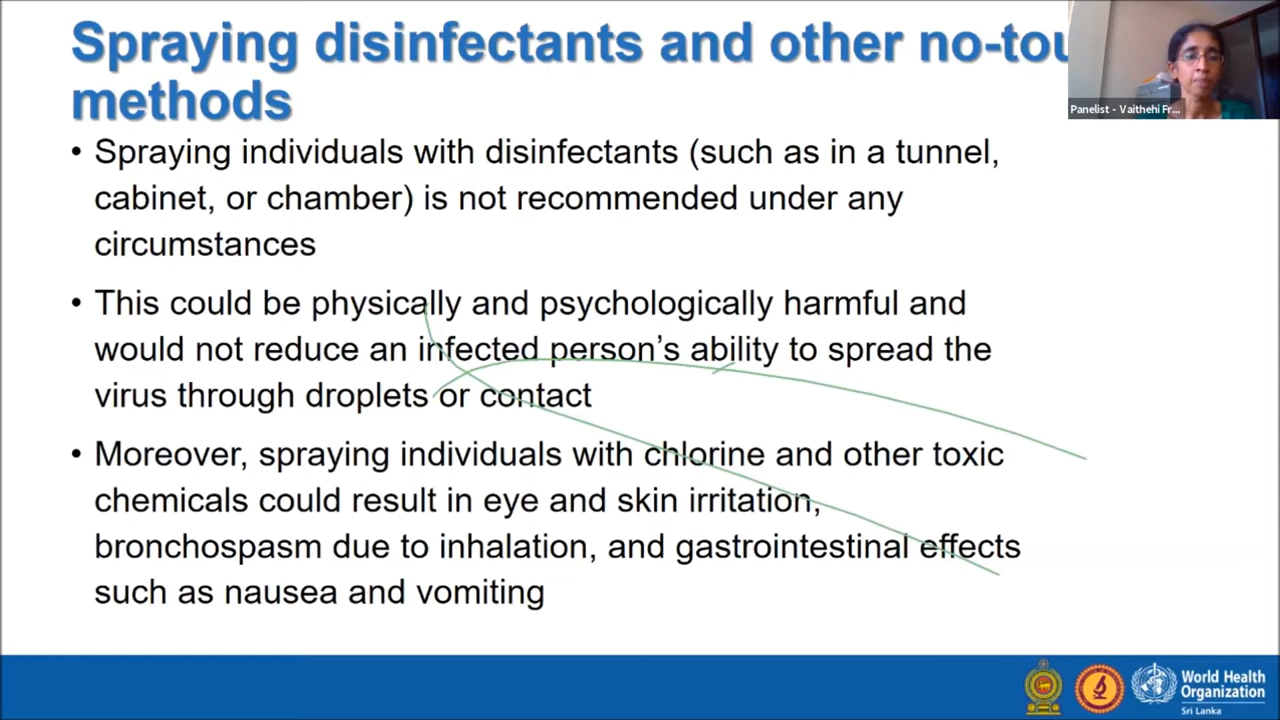 Spraying disinfectants and other no-tou
methods
Panelist - Vaithehi Fr...
• Spraying individuals with disinfectants (such as in a tunnel,
cabinet, or chamber) is not recommended under any
circumstances
• This could be physically and psychologically harmful and
would not reduce an infected person’s ability to spread the
virus through droplets or contact
• Moreover, spraying individuals with chlorine and other toxic
chemicals could result in eye and skin irritation,
bronchospasm due to inhalation, and gastrointestinal effects
such as nausea and vomiting
World Health
Organization
Sri Lanka